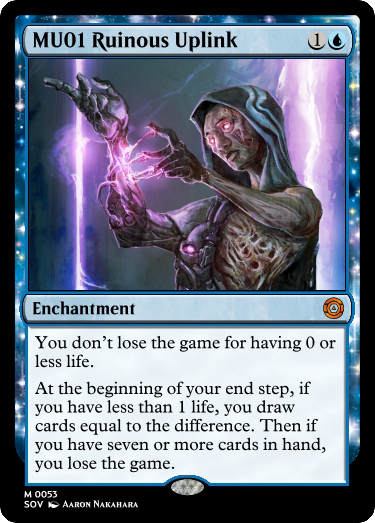 MU01 Ruinous Uplink 1
Enchantment
You don't lose the game for having 0 or
less life.
At the beginning of your end step, if
you have less than 1 life, you draw
cards equal to the difference. Then if
you have seven or more cards in hand,
you lose the game.
M 0053
SOV Aaron Nakahara